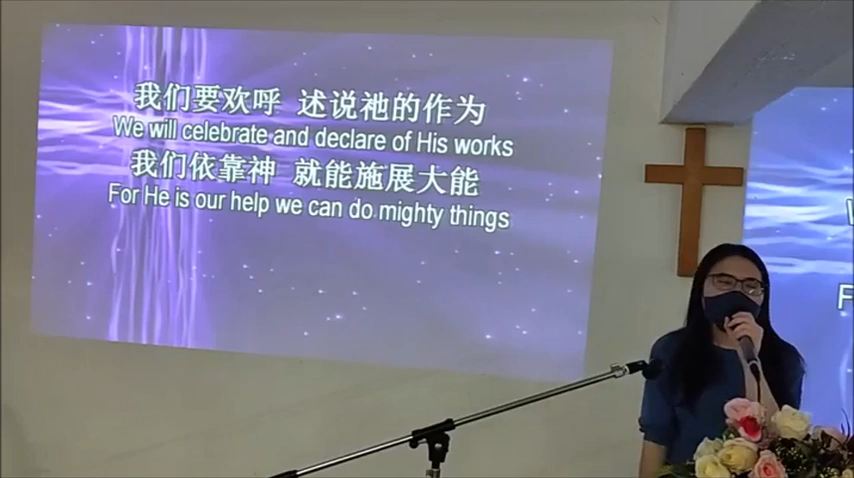 我们要欢呼 述说祂的作为
We will celebrate and declare of His works
我们依靠神 就能施展大能
For He is our help we can do mighty things
W
F